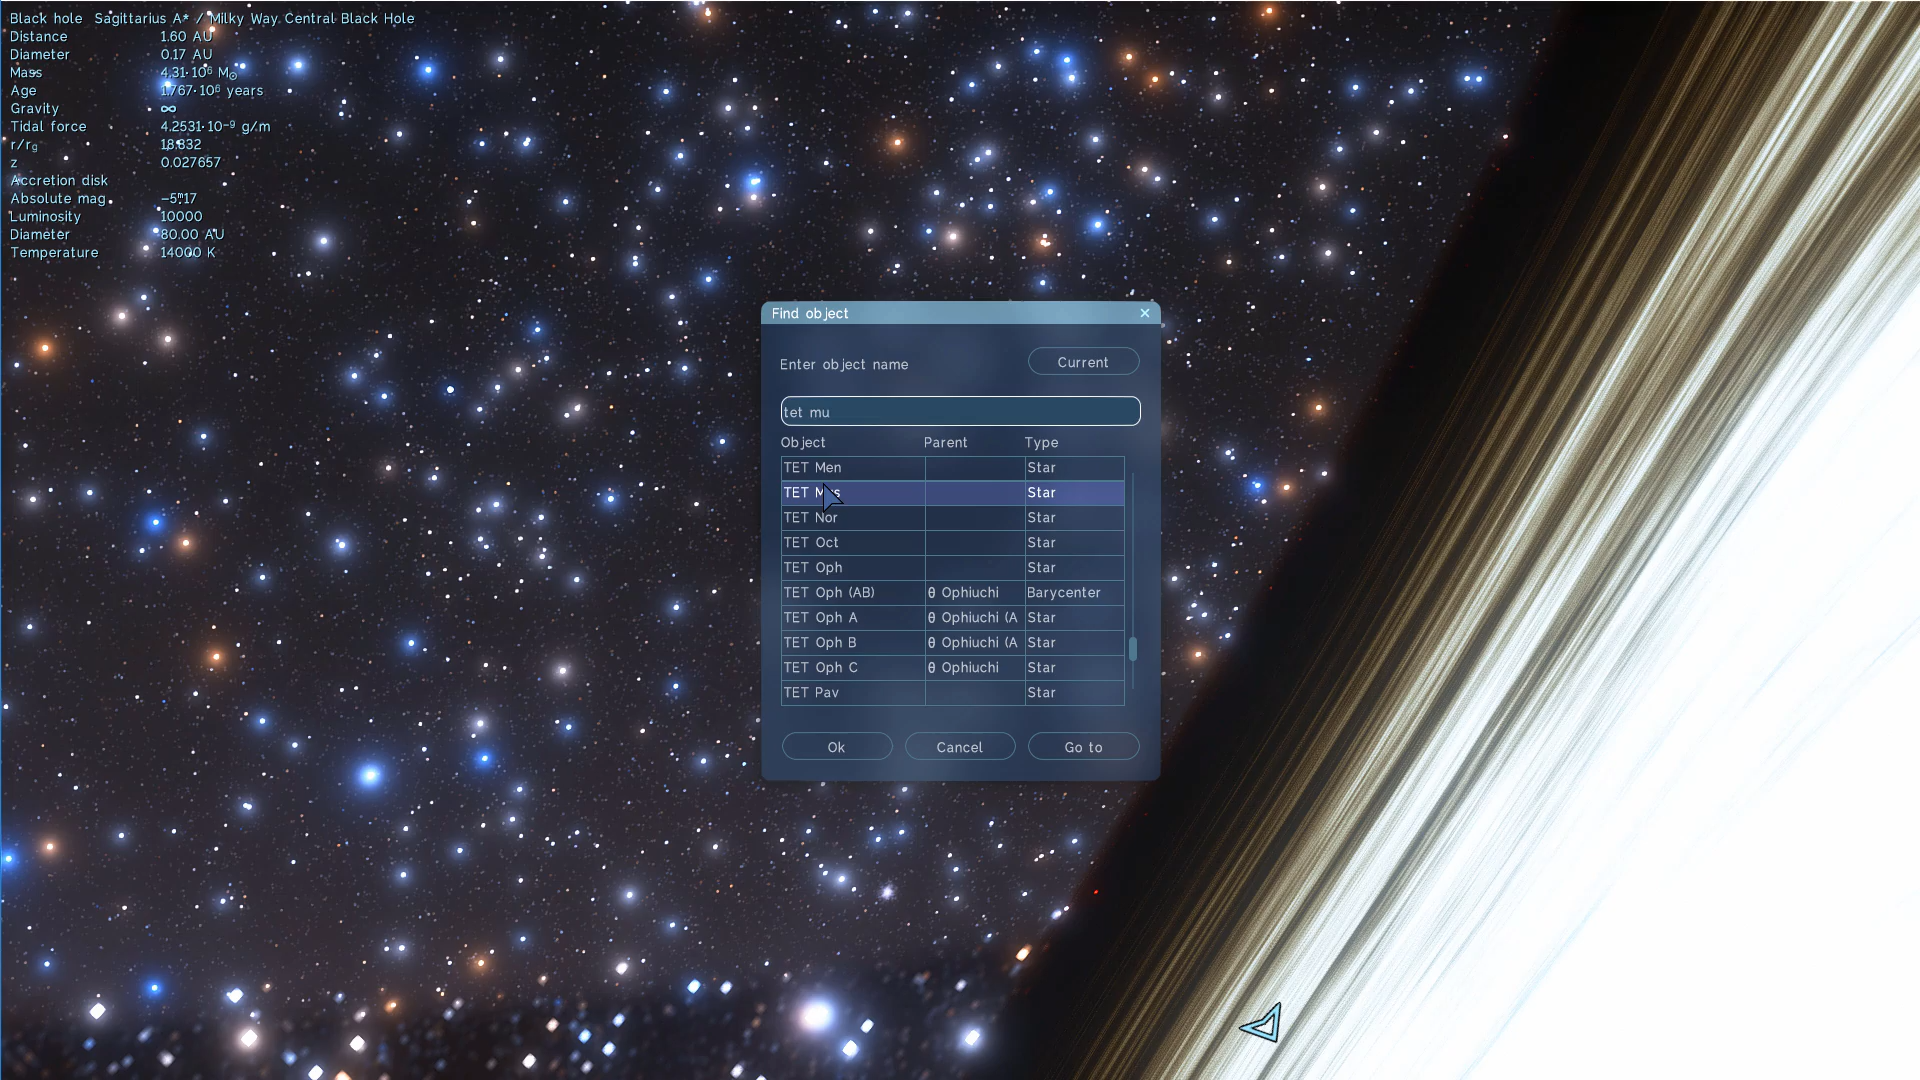 Black hole Sagittarius A* / Milky Way Central Black Hole
Distance 1.60 AU
Diameter 0.17 AU
Mass 4.31·10⁶ M☉
Age 1.767·10⁶ years
Gravity ∞
Tidal force 4.2531·10⁻⁹ g/m
r/rg 18.832
z 0.027657
Accretion disk
Absolute mag −5ᵐ17
Luminosity 10000
Diameter 80.00 AU
Temperature 14000 K
Find object ×
Enter object name Current
tet mu
Object Parent Type
TET Men Star
TET Mus Star
TET Nor Star
TET Oct Star
TET Oph Star
TET Oph (AB) θ Ophiuchi Barycenter
TET Oph A θ Ophiuchi (A Star
TET Oph B θ Ophiuchi (A Star
TET Oph C θ Ophiuchi Star
TET Pav Star
Ok Cancel Go to